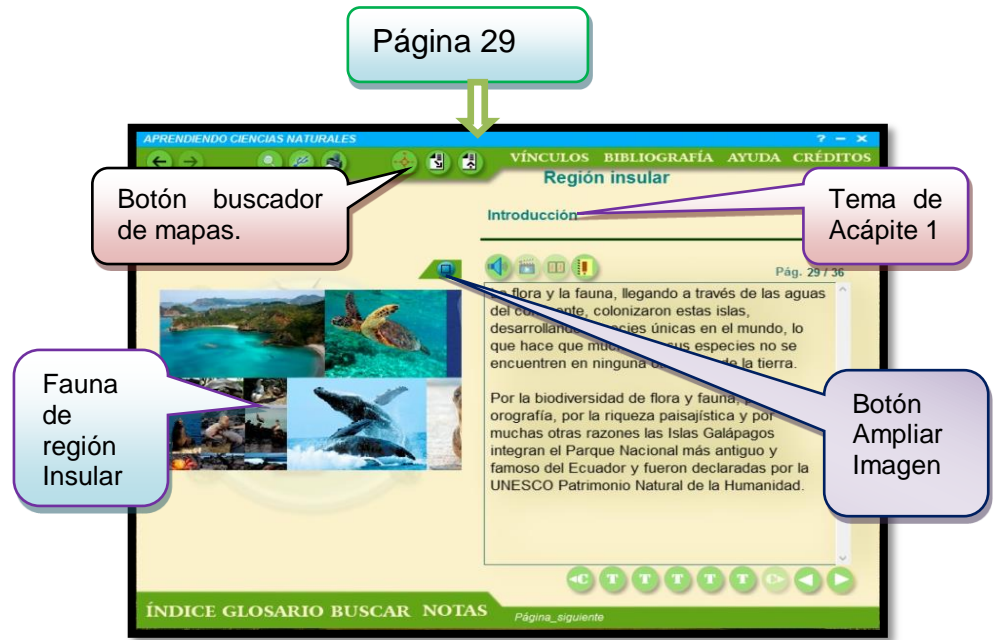 Página 29
APRENDIENDO CIENCIAS NATURALES
? – ×
VÍNCULOS BIBLIOGRAFÍA AYUDA CRÉDITOS
Región insular
Botón buscador
de mapas.
Introducción
Tema de
Acápite 1
Pág. 29 / 36
flora y la fauna, llegando a través de las aguas
del colonizaron estas islas,
desarrollando únicas en el mundo, lo
que hace que sus especies no se
encuentren en ninguna de la tierra.
Por la biodiversidad de flora y fauna,
orografía, por la riqueza paisajística y por
muchas otras razones las Islas Galápagos
integran el Parque Nacional más antiguo y
famoso del Ecuador y fueron declaradas por la
UNESCO Patrimonio Natural de la Humanidad.
Fauna
de
región
Insular
Botón
Ampliar
Imagen
<C T T T T T C>
ÍNDICE GLOSARIO BUSCAR NOTAS
Página_siguiente